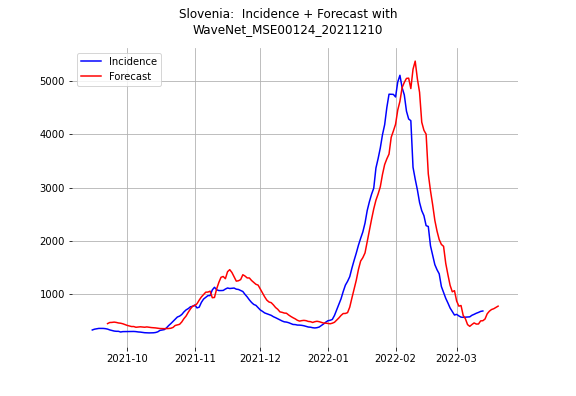 Slovenia:  Incidence + Forecast with
WaveNet_MSE00124_20211210
Incidence
Forecast
5000
4000
3000
2000
1000
2021-10
2021-11
2021-12
2022-01
2022-02
2022-03